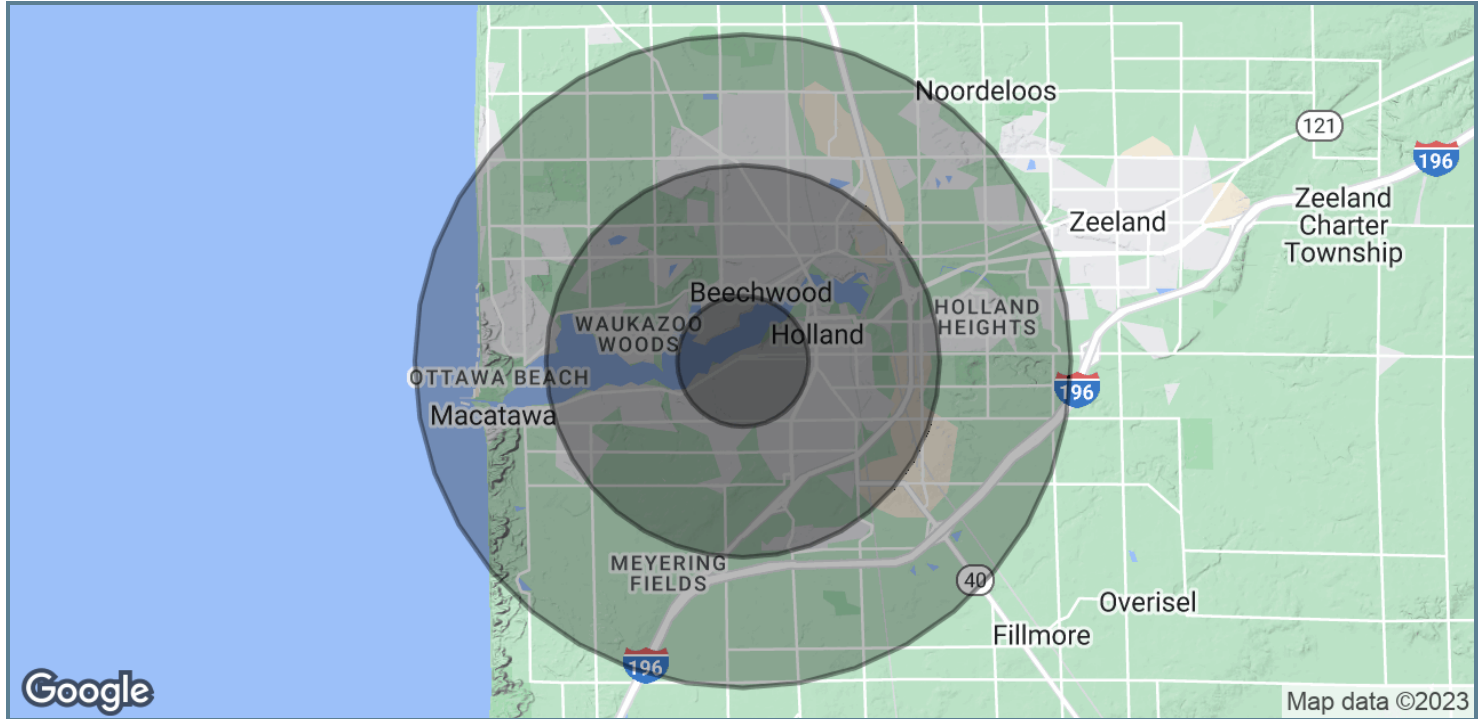 Noordeloos
121
196
Zeeland
Zeeland
Charter
Township
Beechwood
HOLLAND
HEIGHTS
WAUKAZOO
WOODS
Holland
OTTAWA BEACH
196
Macatawa
MEYERING
FIELDS
40
Overisel
Fillmore
196
Google
Map data ©2023